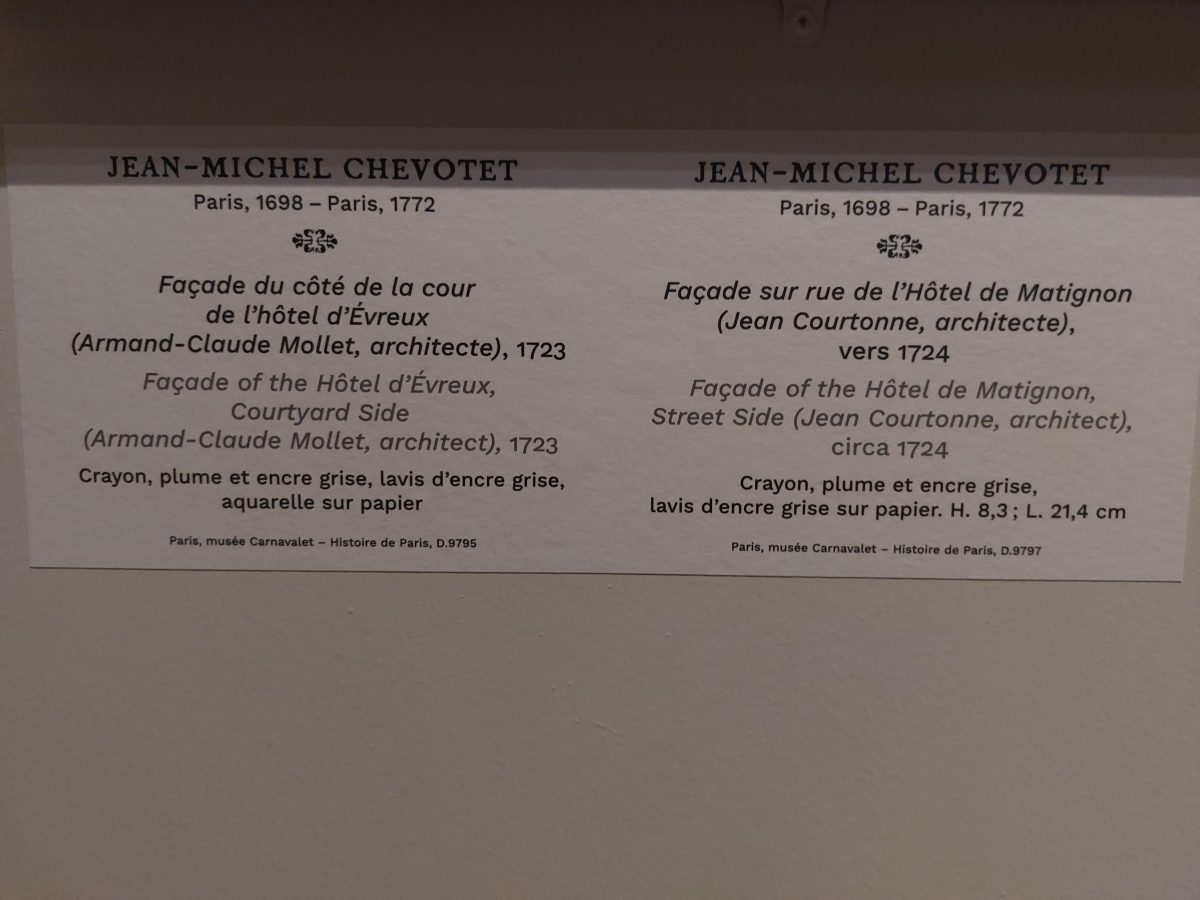 JEAN-MICHEL CHEVOTET
Paris, 1698 – Paris, 1772
Façade du côté de la cour
de l'hôtel d'Évreux
(Armand-Claude Mollet, architecte), 1723
Façade of the Hôtel d'Évreux,
Courtyard Side
(Armand-Claude Mollet, architect), 1723
Crayon, plume et encre grise, lavis d'encre grise,
aquarelle sur papier
Paris, musée Carnavalet – Histoire de Paris, D.9795
JEAN-MICHEL CHEVOTET
Paris, 1698 – Paris, 1772
Façade sur rue de l'Hôtel de Matignon
(Jean Courtonne, architecte),
vers 1724
Façade of the Hôtel de Matignon,
Street Side (Jean Courtonne, architect),
circa 1724
Crayon, plume et encre grise,
lavis d'encre grise sur papier. H. 8,3 ; L. 21,4 cm
Paris, musée Carnavalet – Histoire de Paris, D.9797